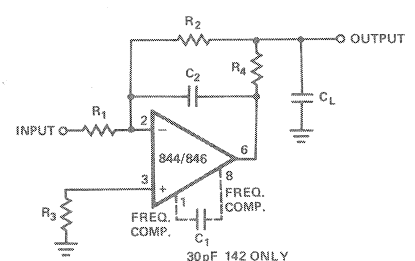 R2
OUTPUT
C2
R4
CL
R1
INPUT
2
−
844/846
6
3
+
8
FREQ.
COMP.
1
R3
FREQ.
COMP.
C1
30pF 142 ONLY